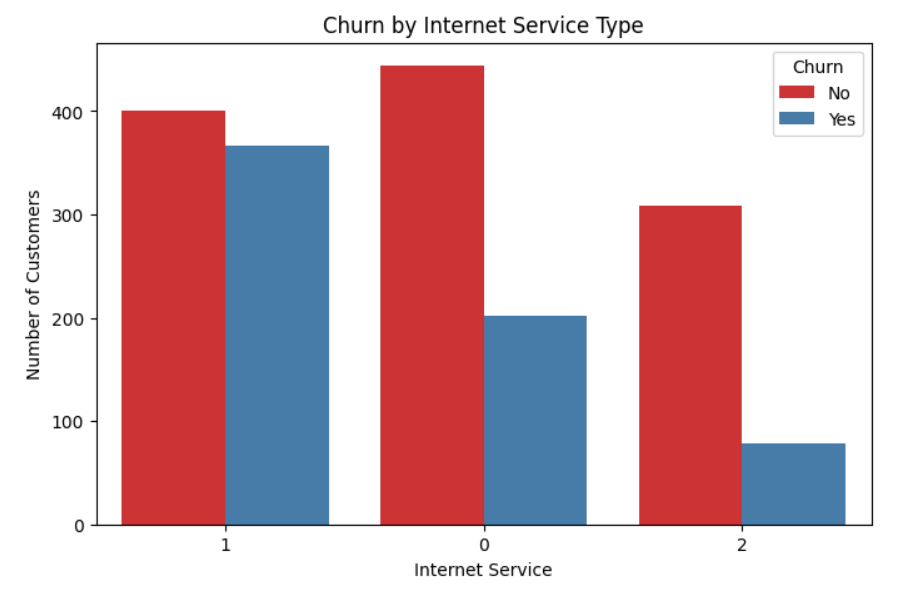 Churn by Internet Service Type
Churn
No
Yes
Number of Customers
400
300
200
100
0
1
0
2
Internet Service